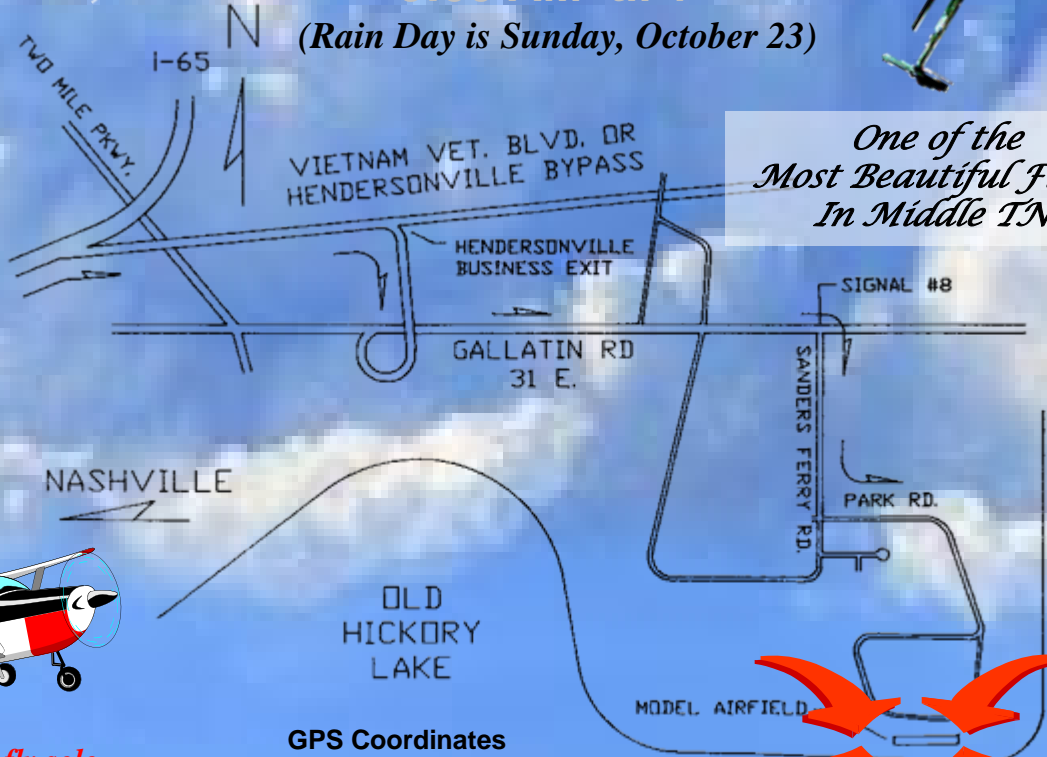 N
(Rain Day is Sunday, October 23)
i-65
TWO MILE PKWY.
VIETNAM VET. BLVD. OR
HENDERSONVILLE BYPASS
One of the
Most Beautiful
In Middle TN
HENDERSONVILLE
BUSINESS EXIT
SIGNAL #8
GALLATIN RD
31 E.
SANDERS FERRY RD.
NASHVILLE
PARK RD.
OLD
HICKORY
LAKE
MODEL AIRFIELD
GPS Coordinates